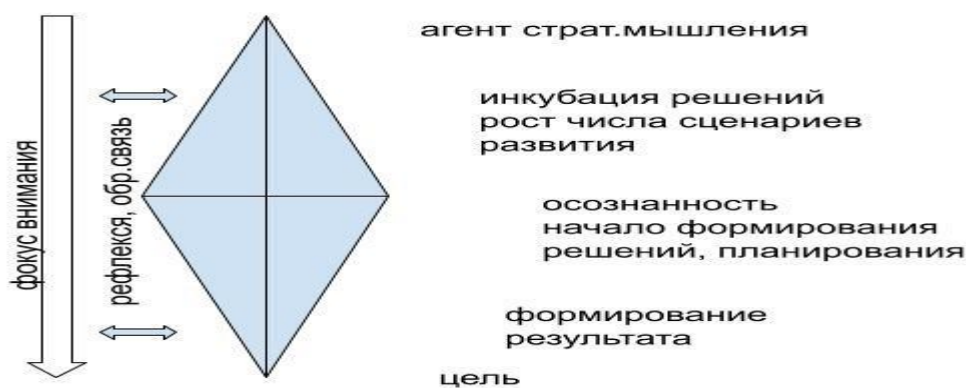 агент страт.мышления
инкубация решений
рост числа сценариев
развития
фокус внимания
рефлекся, обр.связь
осознанность
начало формирования
решений, планирования
формирование
результата
цель